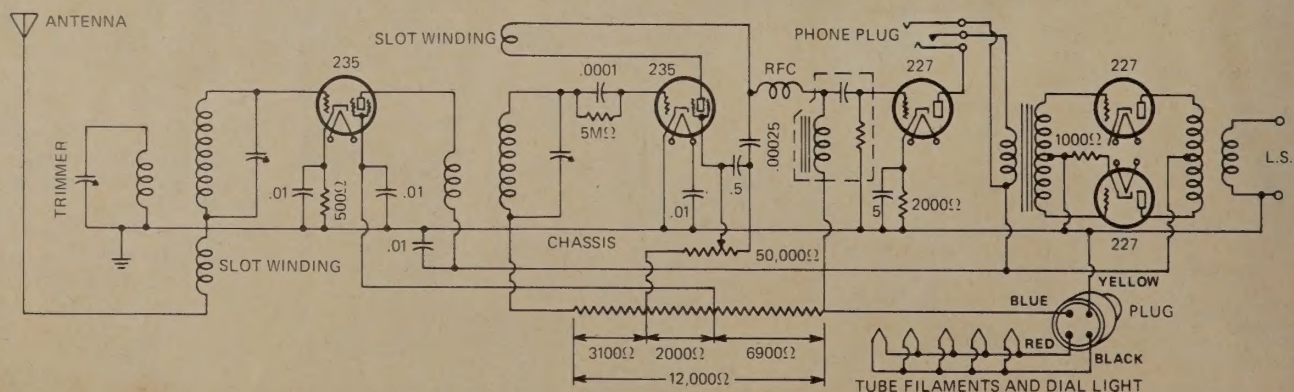 ANTENNA
TRIMMER
SLOT WINDING
235
.01
500Ω
.01
.01
SLOT WINDING
.0001
5MΩ
235
.01
.5
CHASSIS
50,000Ω
RFC
.00025
PHONE PLUG
227
.5
2000Ω
227
1000Ω
227
L.S.
YELLOW
BLUE
PLUG
RED
BLACK
TUBE FILAMENTS AND DIAL LIGHT
3100Ω
2000Ω
6900Ω
12,000Ω